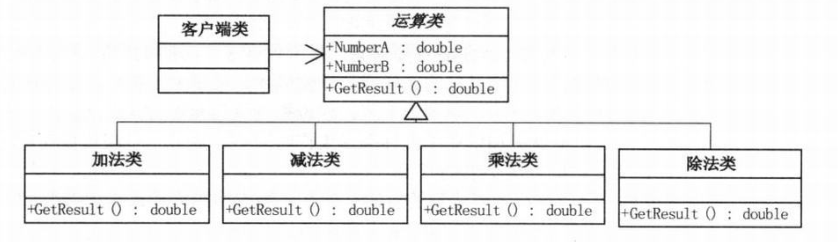 客户端类
运算类
+NumberA : double
+NumberB : double
+GetResult () : double
加法类
减法类
乘法类
除法类
+GetResult () : double
+GetResult () : double
+GetResult () : double
+GetResult () : double